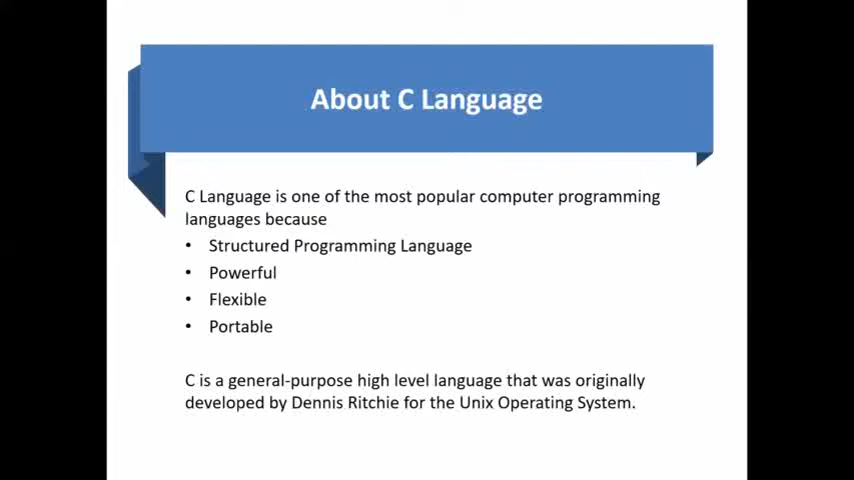 About C Language
C Language is one of the most popular computer programming
languages because
• Structured Programming Language
• Powerful
• Flexible
• Portable
C is a general-purpose high level language that was originally
developed by Dennis Ritchie for the Unix Operating System.